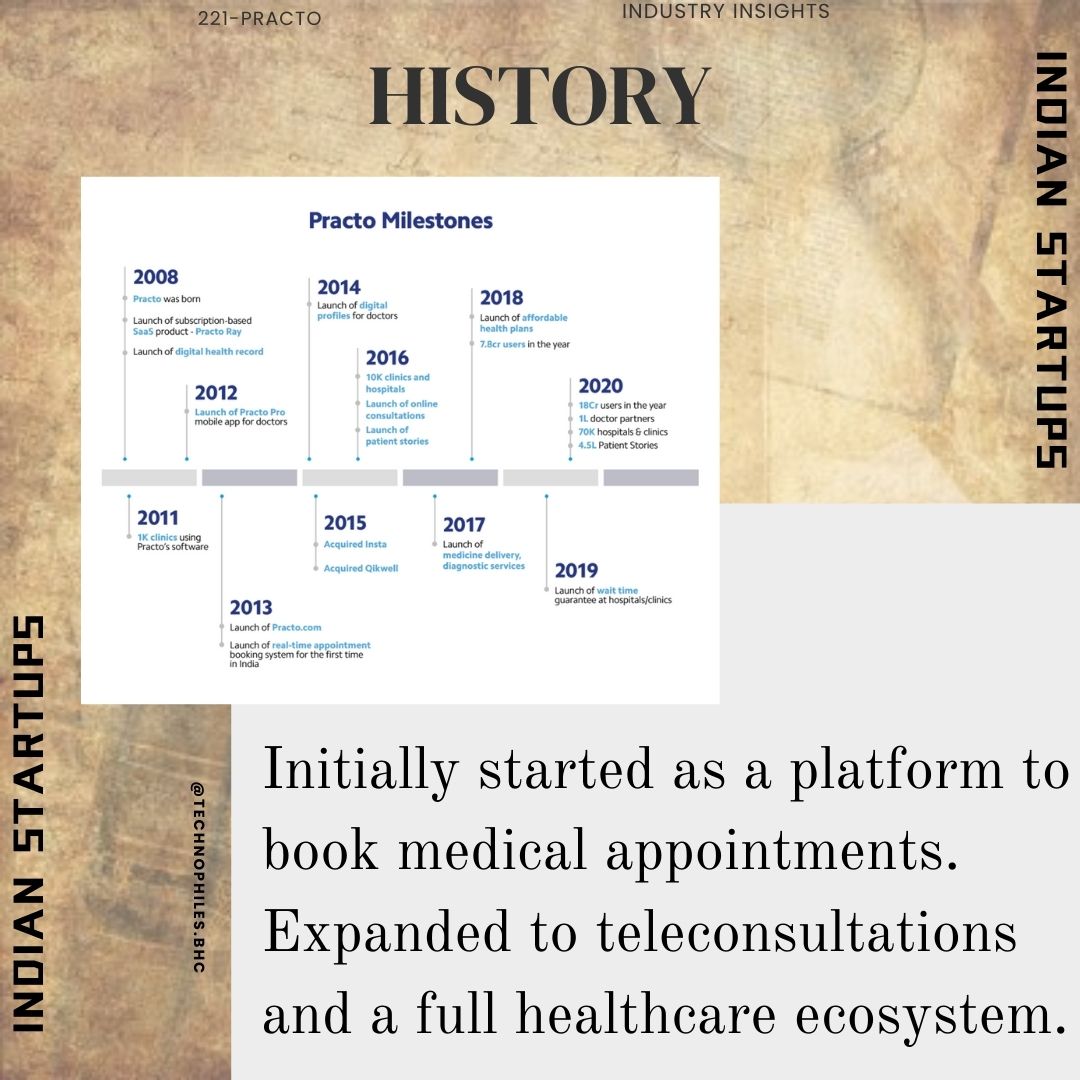 221-PRACTO
INDUSTRY INSIGHTS
HISTORY
INDIAN STARTUPS
Practo Milestones
2008
Practo was born
Launch of subscription-based
SaaS product - Practo Ray
Launch of digital health record
2012
Launch of Practo Pro
mobile app for doctors
2014
Launch of digital
profiles for doctors
2016
10K clinics and
hospitals
Launch of online
consultations
Launch of
patient stories
2018
Launch of affordable
health plans
7.8cr users in the year
2020
18Cr users in the year
1L doctor partners
70K hospitals & clinics
4.5L Patient Stories
2011
1K clinics using
Practo's software
2013
Launch of Practo.com
Launch of real-time appointment
booking system for the first time
in India
2015
Acquired Insta
Acquired Qikwell
2017
Launch of
medicine delivery,
diagnostic services
2019
Launch of wait time
guarantee at hospitals/clinics
INDIAN STARTUPS
@TECHNOPHILES.BHC
Initially started as a platform to
book medical appointments.
Expanded to teleconsultations
and a full healthcare ecosystem.